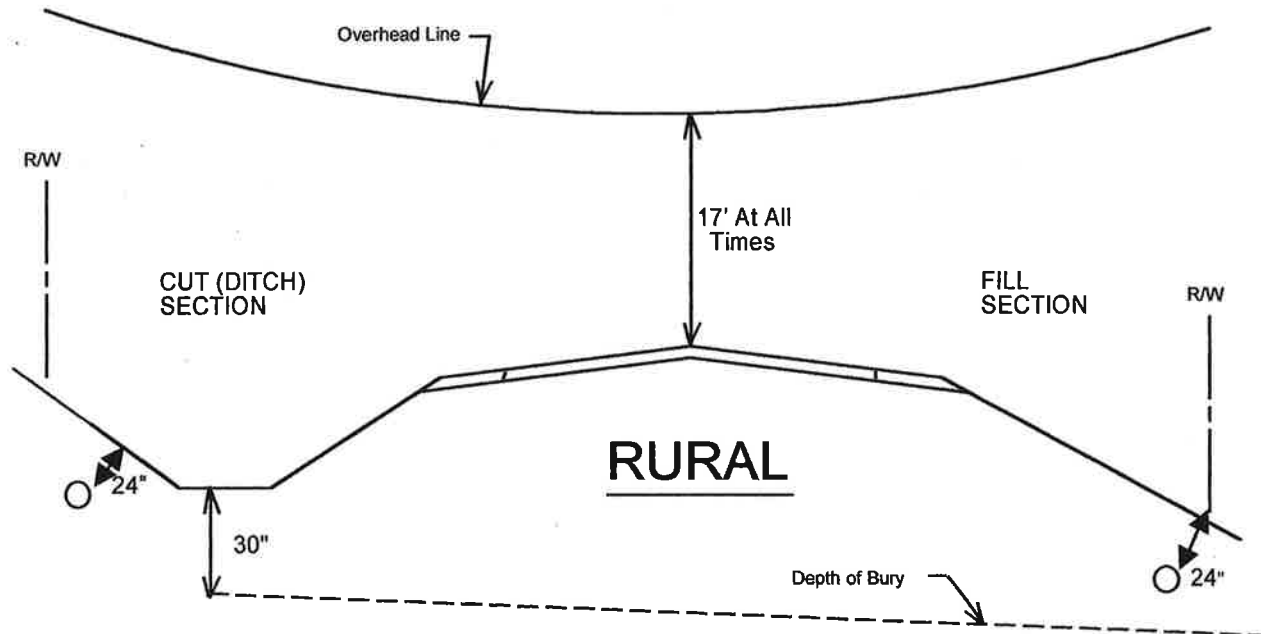 Overhead Line
R/W
17' At All
Times
CUT (DITCH)
SECTION
FILL
SECTION
R/W
RURAL
24"
30"
Depth of Bury
24"